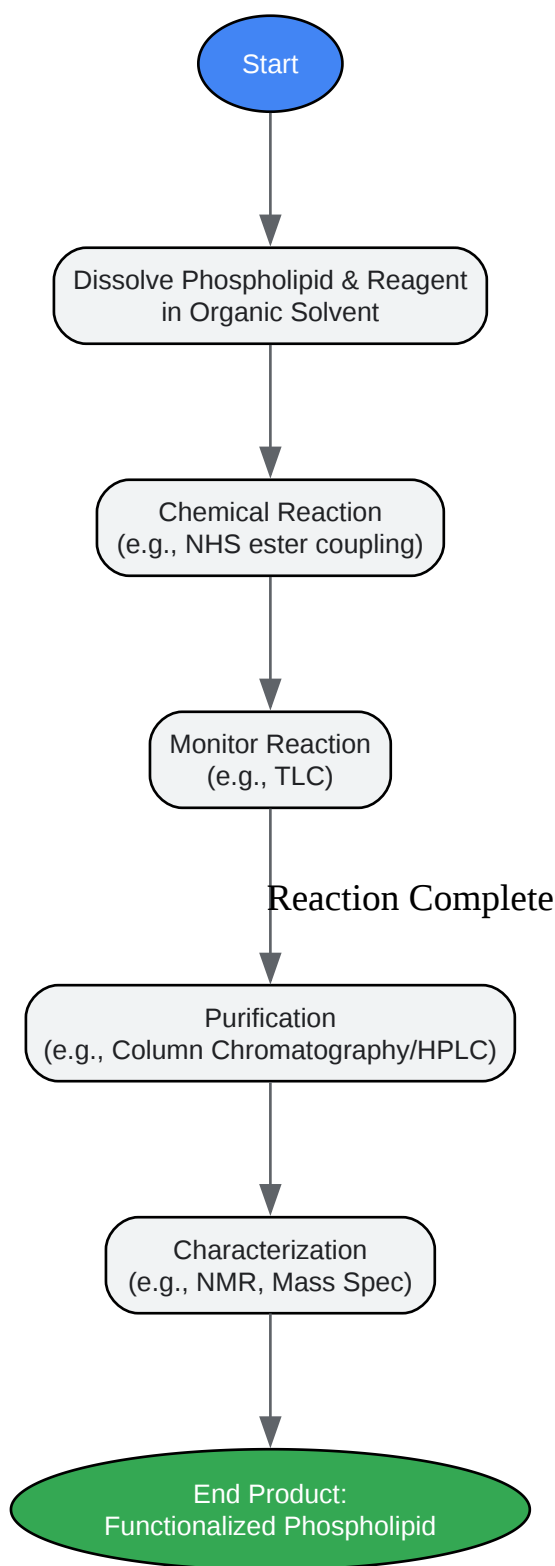 Start
Dissolve Phospholipid & Reagent
in Organic Solvent
Chemical Reaction
(e.g., NHS ester coupling)
Monitor Reaction
(e.g., TLC)
Reaction Complete
Purification
(e.g., Column Chromatography/HPLC)
Characterization
(e.g., NMR, Mass Spec)
End Product:
Functionalized Phospholipid